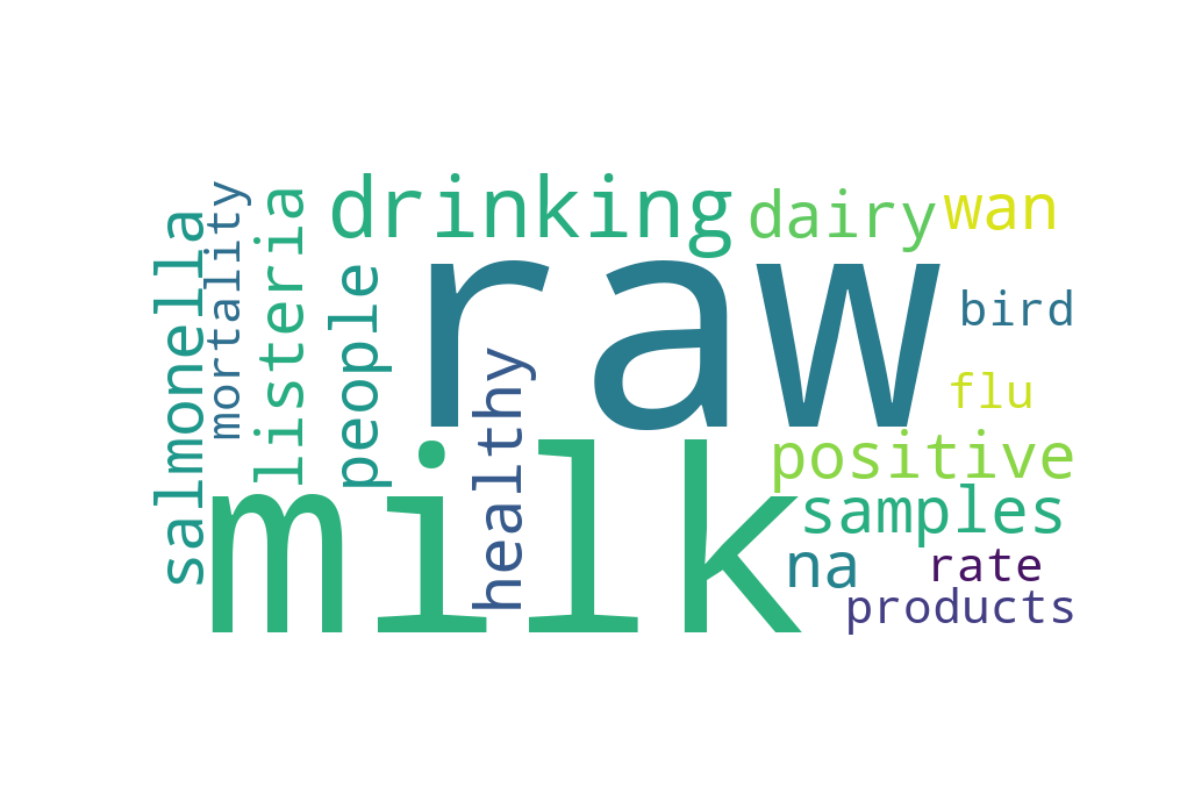 drinking
dairy
wan
raw
bird
flu
salmonella
mortality
listeria
people
healthy
milk
positive
samples
na
rate
products